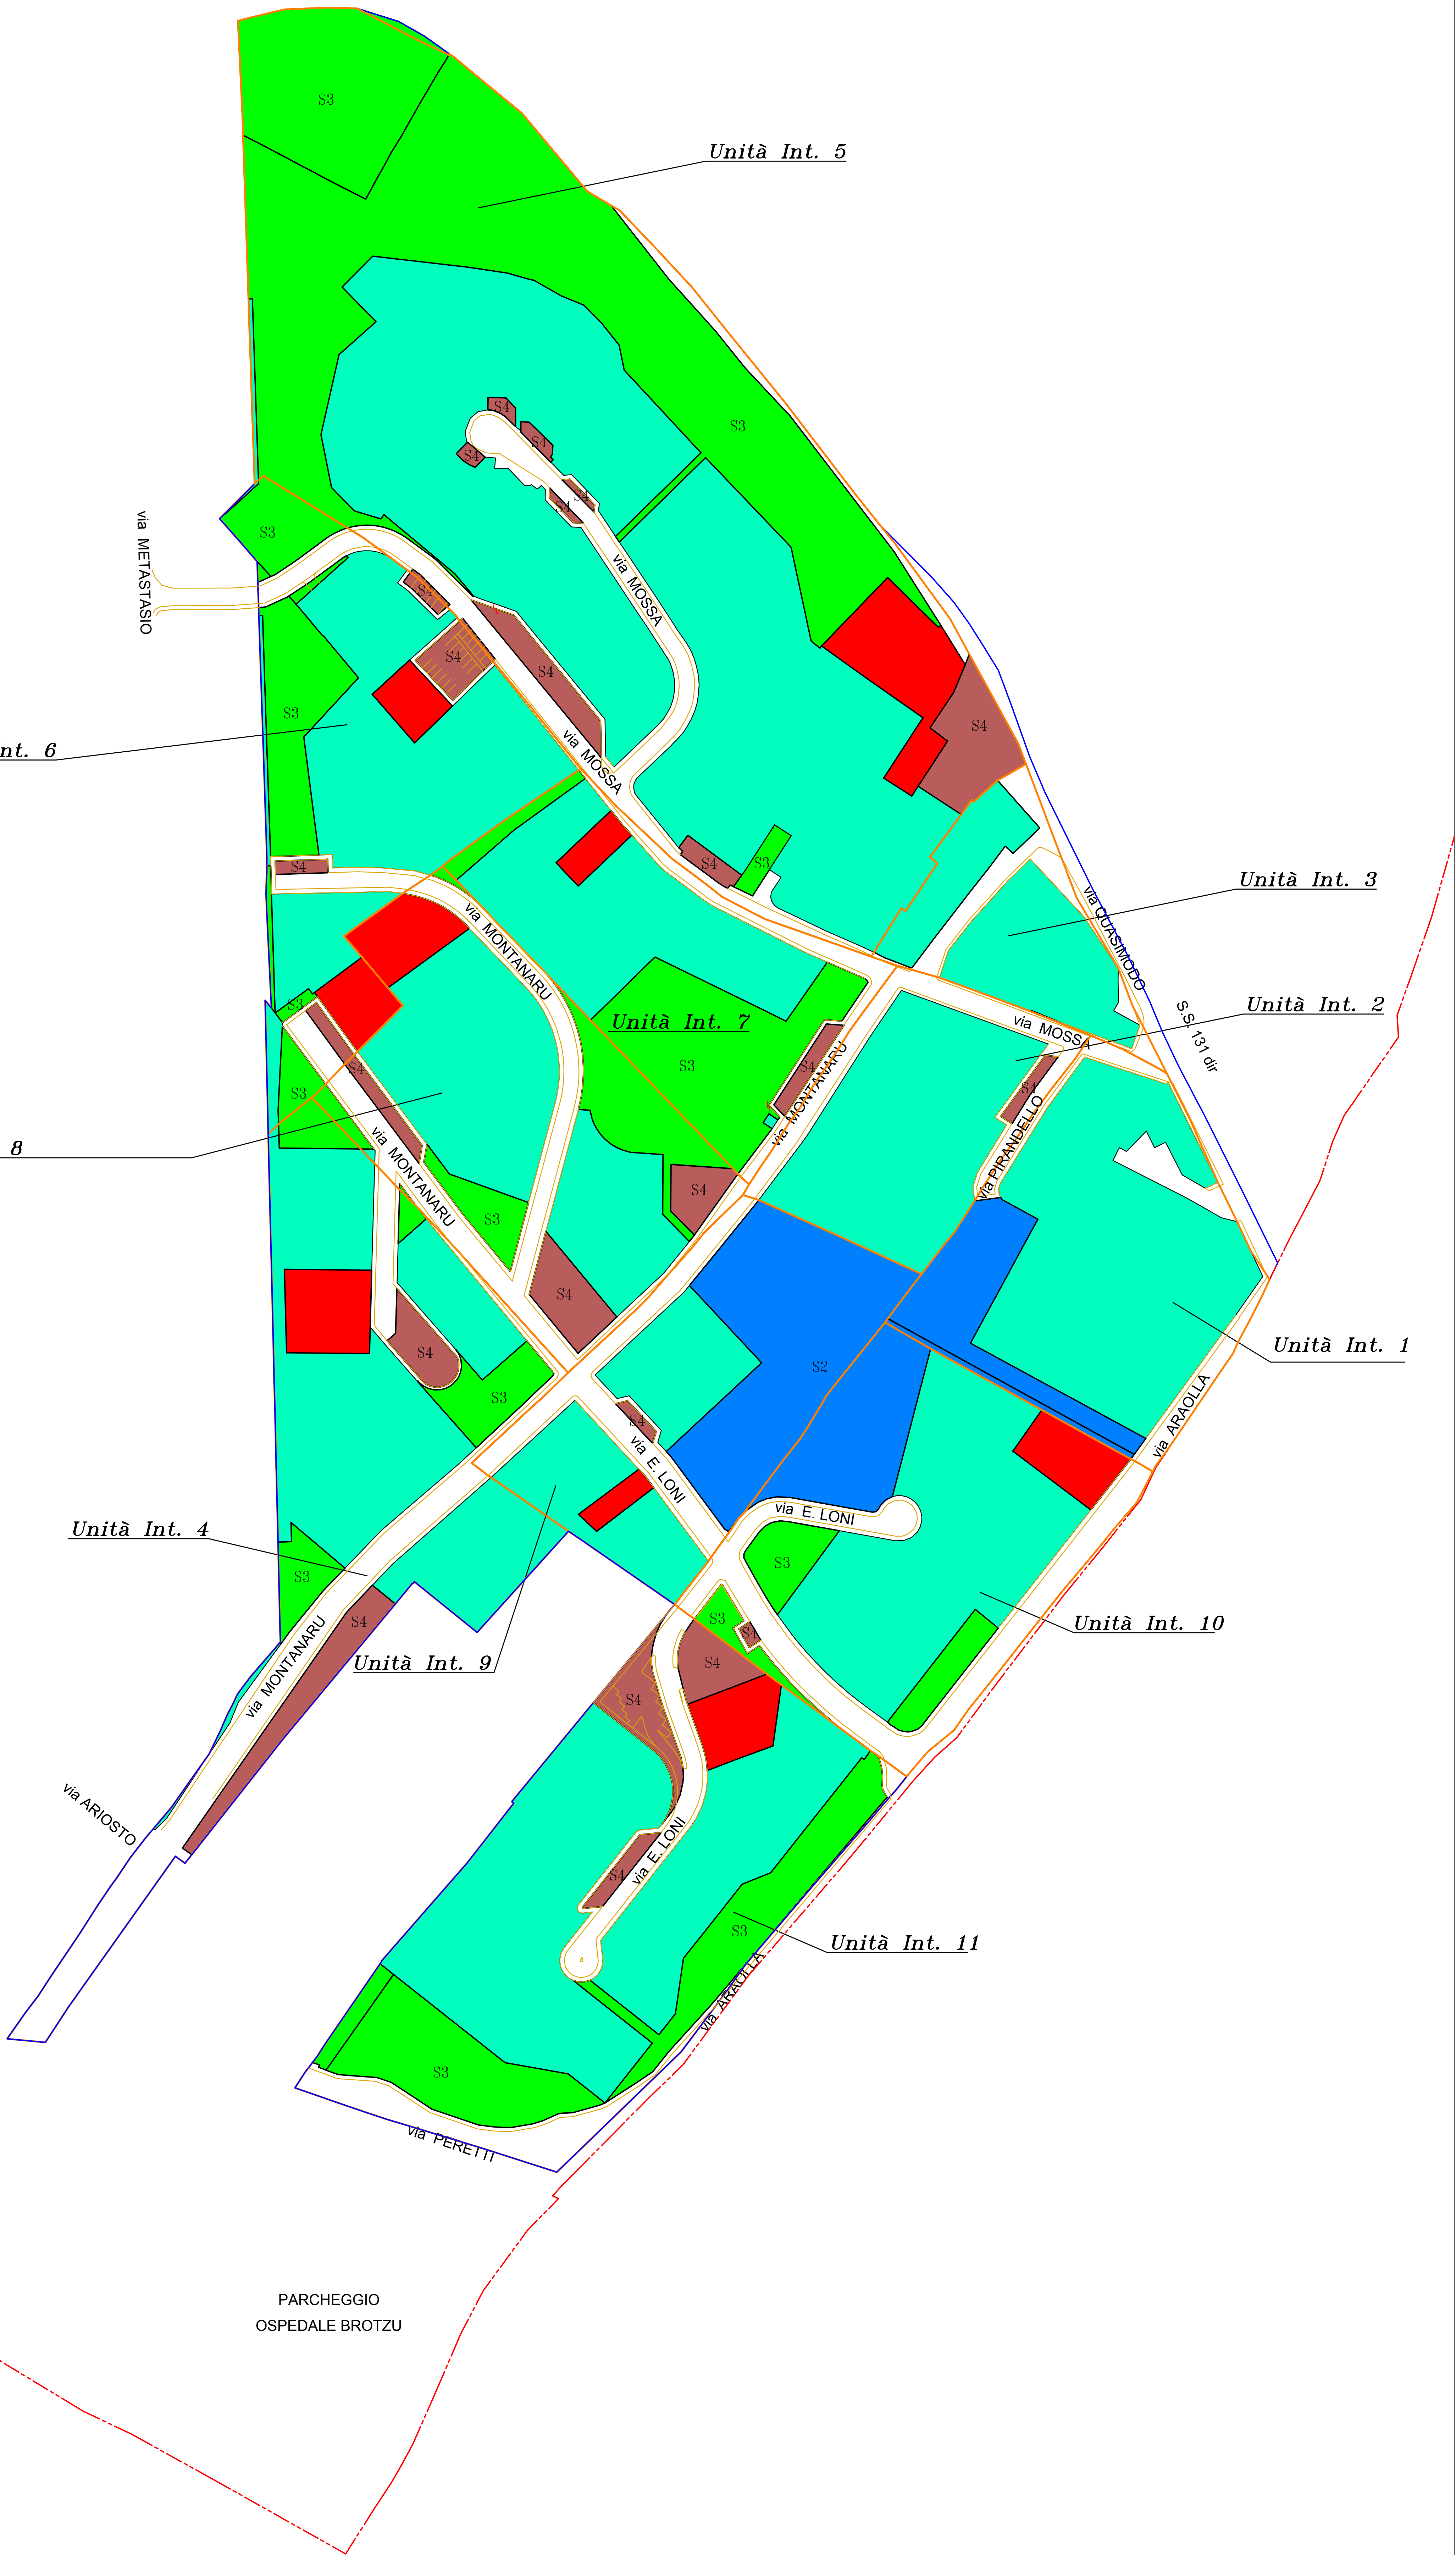 S3
Unità Int. 5
S4
S4
S3
S4
S4
S4
via METASTASIO
S3
via MOSSA
S4
S4
S4
S3
S4
nt. 6
via MOSSA
S4
S3
S4
Unità Int. 3
via QUASIMODO
via MONTANARU
S3
Unità Int. 2
S.S. 131 dir
Unità Int. 7
via MOSSA
S3
S4
S4
S3
S4
via MONTANARU
via PIRANDELLO
8
via MONTANARU
S4
S3
S4
Unità Int. 1
S4
S2
S3
via ARAOLLA
S4
via E. LONI
via E. LONI
Unità Int. 4
S3
S3
S4
S3
S4
Unità Int. 10
via MONTANARU
Unità Int. 9
S4
S4
via ARIOSTO
via E. LONI
S4
S3
Unità Int. 11
via ARAOLLA
S3
via PERETTI
PARCHEGGIO
OSPEDALE BROTZU